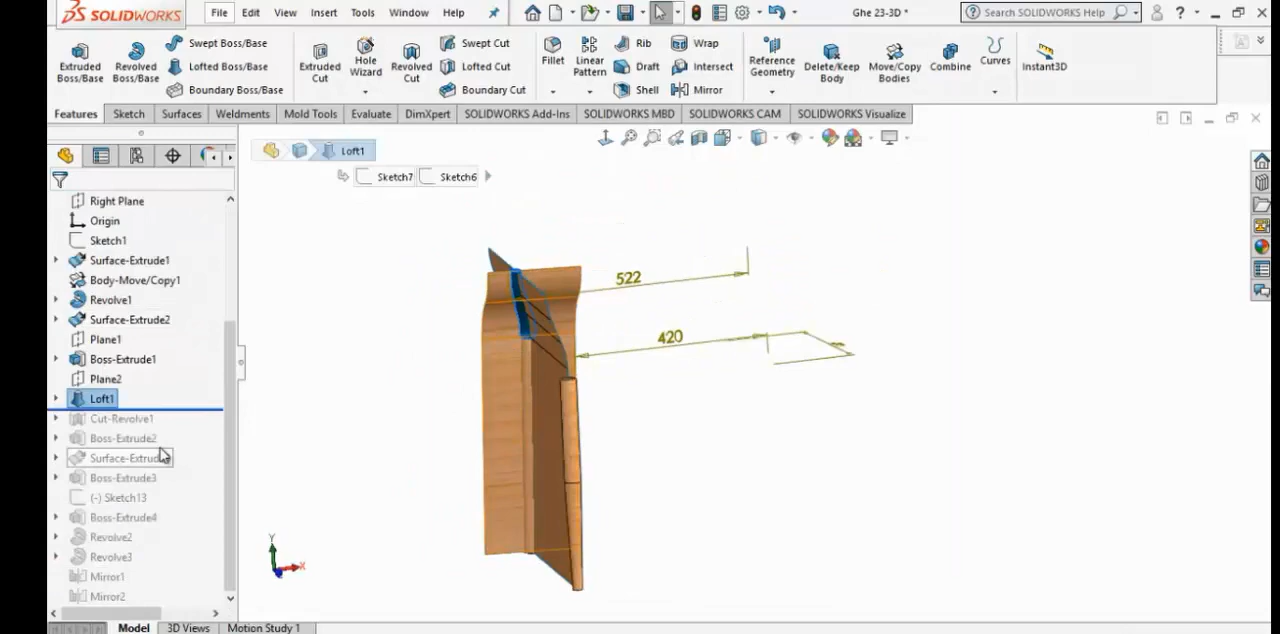 SOLIDWORKS File Edit View Insert Tools Window Help Ghe 23-3D * Search SOLIDWORKS Help ?
Extruded Boss/Base
Revolved Boss/Base
Swept Boss/Base
Lofted Boss/Base
Boundary Boss/Base
Extruded Cut
Hole Wizard
Revolved Cut
Swept Cut
Lofted Cut
Boundary Cut
Fillet
Linear Pattern
Rib
Draft
Shell
Wrap
Intersect
Mirror
Reference Geometry
Delete/Keep Body
Move/Copy Bodies
Combine
Curves
Instant3D
Features Sketch Surfaces Weldments Mold Tools Evaluate DimXpert SOLIDWORKS Add-Ins SOLIDWORKS MBD SOLIDWORKS CAM SOLIDWORKS Visualize
Loft1
Sketch7 Sketch6
Right Plane
Origin
Sketch1
Surface-Extrude1
Body-Move/Copy1
Revolve1
Surface-Extrude2
Plane1
Boss-Extrude1
Plane2
Loft1
Cut-Revolve1
Boss-Extrude2
Surface-Extrud
Boss-Extrude3
(-) Sketch13
Boss-Extrude4
Revolve2
Revolve3
Mirror1
Mirror2
522
420
Y
X
Model 3D Views Motion Study 1